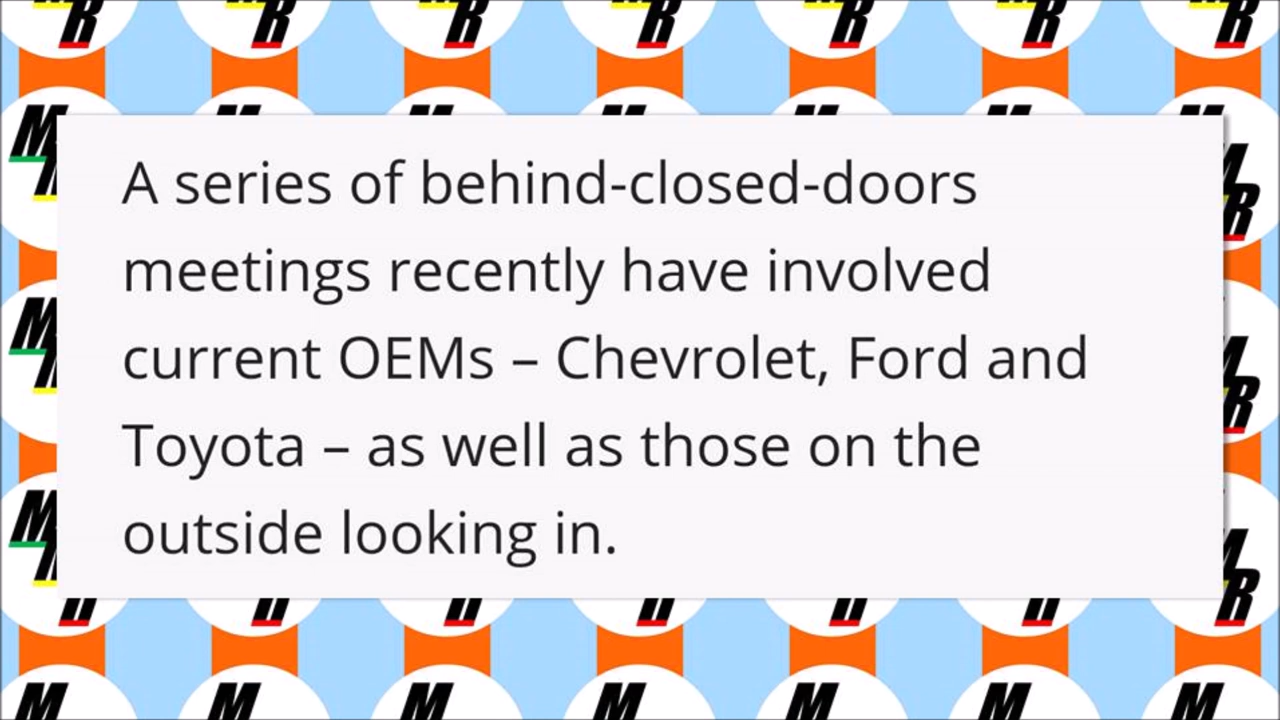 A series of behind-closed-doors
meetings recently have involved
current OEMs – Chevrolet, Ford and
Toyota – as well as those on the
outside looking in.